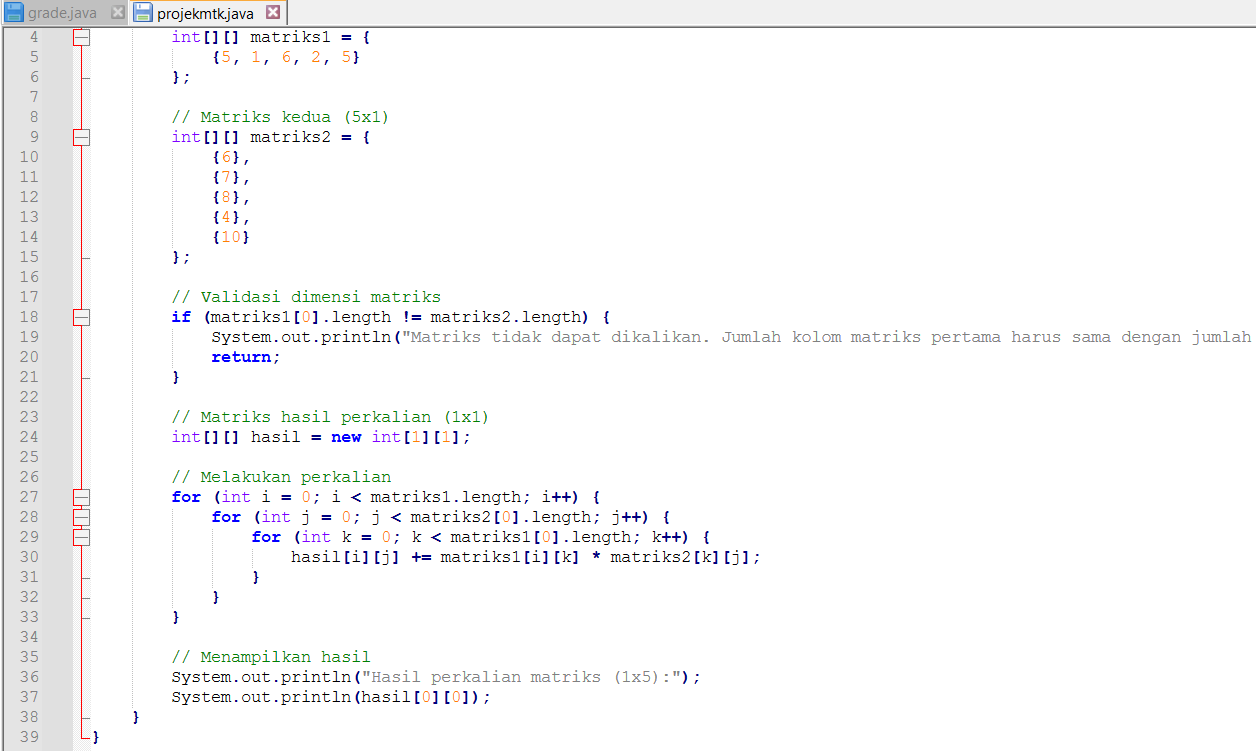 grade.java projekmtk.java
4 int[][] matriks1 = {
5 {5, 1, 6, 2, 5}
6 };
7
8 // Matriks kedua (5x1)
9 int[][] matriks2 = {
10 {6},
11 {7},
12 {8},
13 {4},
14 {10}
15 };
16
17 // Validasi dimensi matriks
18 if (matriks1[0].length != matriks2.length) {
19 System.out.println("Matriks tidak dapat dikalikan. Jumlah kolom matriks pertama harus sama dengan jumlah
20 return;
21 }
22
23 // Matriks hasil perkalian (1x1)
24 int[][] hasil = new int[1][1];
25
26 // Melakukan perkalian
27 for (int i = 0; i < matriks1.length; i++) {
28 for (int j = 0; j < matriks2[0].length; j++) {
29 for (int k = 0; k < matriks1[0].length; k++) {
30 hasil[i][j] += matriks1[i][k] * matriks2[k][j];
31 }
32 }
33 }
34
35 // Menampilkan hasil
36 System.out.println("Hasil perkalian matriks (1x5):");
37 System.out.println(hasil[0][0]);
38 }
39 }